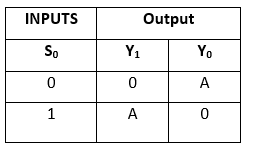 INPUTS Output
S₀ Y₁ Y₀
0 0 A
1 A 0